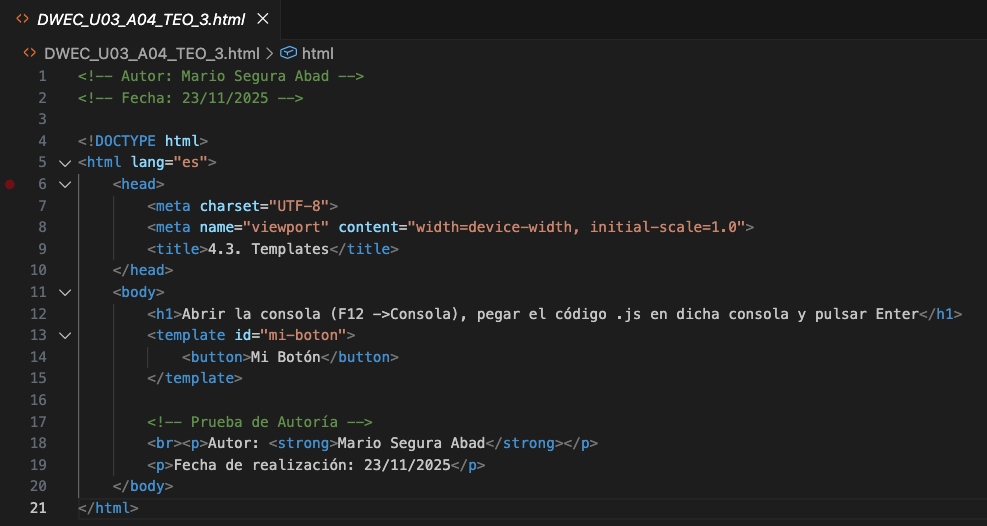 DWEC_U03_A04_TEO_3.html
DWEC_U03_A04_TEO_3.html > html
1 <!-- Autor: Mario Segura Abad -->
2 <!-- Fecha: 23/11/2025 -->
3
4 <!DOCTYPE html>
5 <html lang="es">
6     <head>
7         <meta charset="UTF-8">
8         <meta name="viewport" content="width=device-width, initial-scale=1.0">
9         <title>4.3. Templates</title>
10     </head>
11     <body>
12         <h1>Abrir la consola (F12 ->Consola), pegar el código .js en dicha consola y pulsar Enter</h1>
13         <template id="mi-boton">
14             <button>Mi Botón</button>
15         </template>
16
17         <!-- Prueba de Autoría -->
18         <br><p>Autor: <strong>Mario Segura Abad</strong></p>
19         <p>Fecha de realización: 23/11/2025</p>
20     </body>
21 </html>